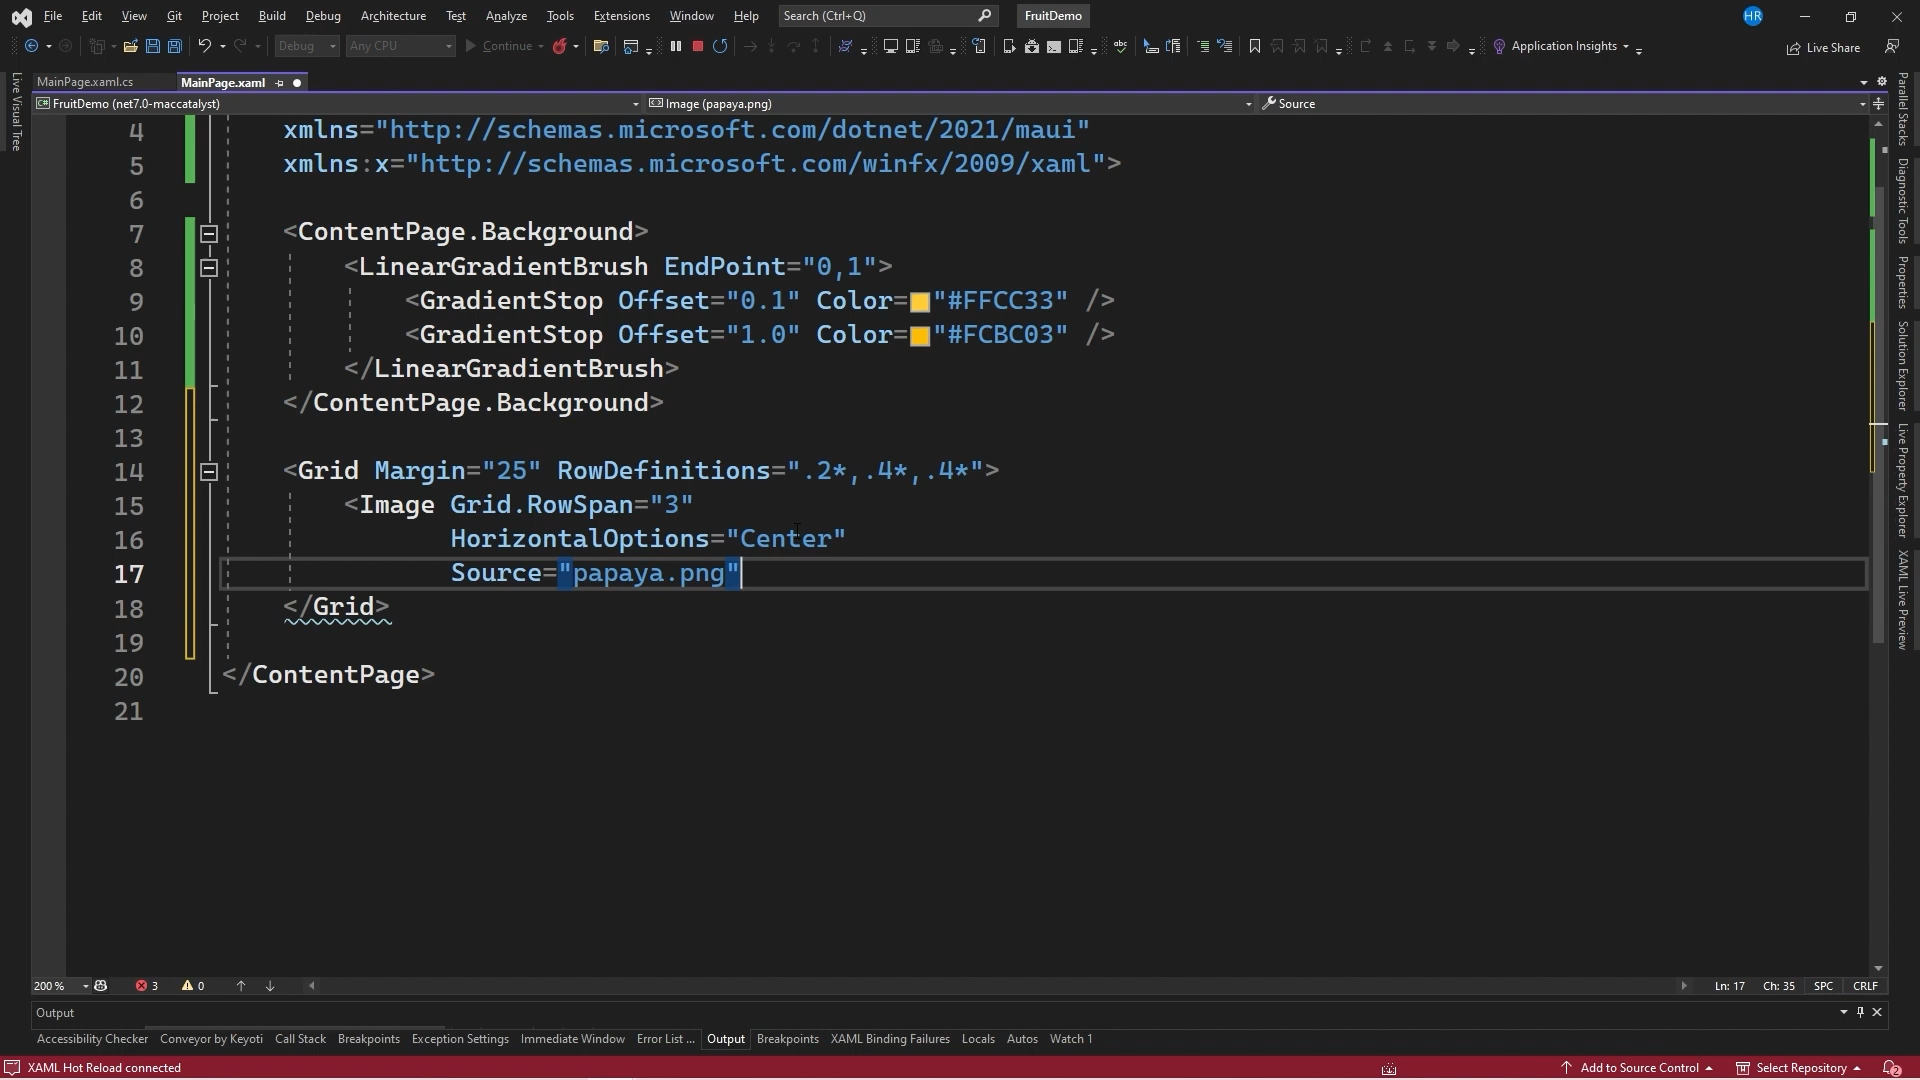 File Edit View Git Project Build Debug Architecture Test Analyze Tools Extensions Window Help Search (Ctrl+Q) FruitDemo HR
Debug Any CPU Continue Application Insights Live Share
MainPage.xaml.cs MainPage.xaml
FruitDemo (net7.0-maccatalyst) Image (papaya.png) Source
4 xmlns="http://schemas.microsoft.com/dotnet/2021/maui"
5 xmlns:x="http://schemas.microsoft.com/winfx/2009/xaml">
6
7 <ContentPage.Background>
8 <LinearGradientBrush EndPoint="0,1">
9 <GradientStop Offset="0.1" Color="#FFCC33" />
10 <GradientStop Offset="1.0" Color="#FCBC03" />
11 </LinearGradientBrush>
12 </ContentPage.Background>
13
14 <Grid Margin="25" RowDefinitions=".2*,.4*,.4*">
15 <Image Grid.RowSpan="3"
16 HorizontalOptions="Center"
17 Source="papaya.png"
18 </Grid>
19
20 </ContentPage>
21
Live Visual Tree
Parallel Stacks
Diagnostic Tools
Properties
Solution Explorer
Live Property Explorer
XAML Live Preview
200 % 3 0 Ln: 17 Ch: 35 SPC CRLF
Output
Accessibility Checker Conveyor by Keyoti Call Stack Breakpoints Exception Settings Immediate Window Error List ... Output Breakpoints XAML Binding Failures Locals Autos Watch 1
XAML Hot Reload connected Add to Source Control Select Repository 2